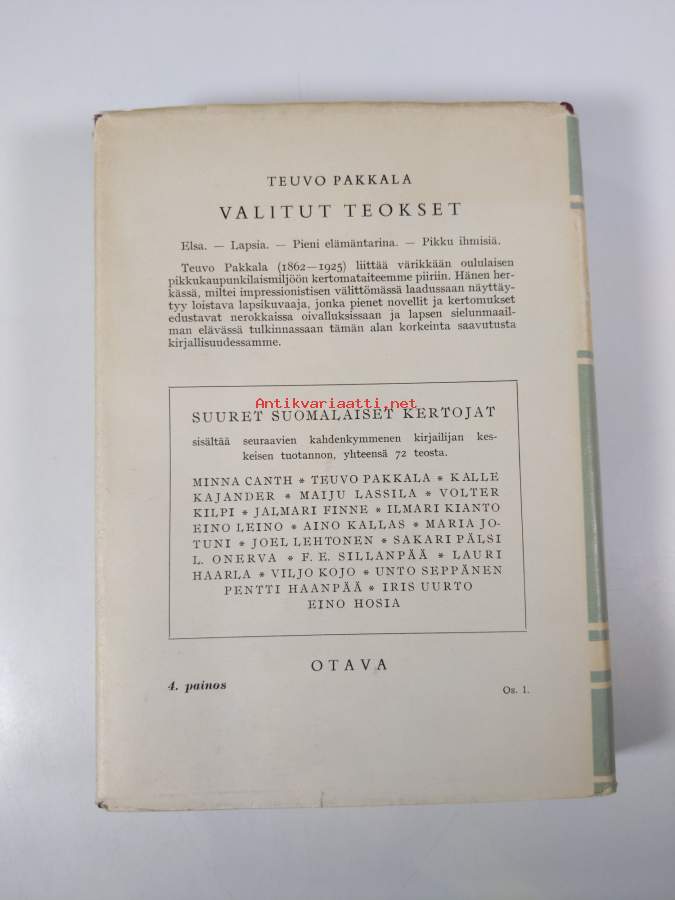 TEUVO PAKKALA
VALITUT TEOKSET
Elsa. — Lapsia. — Pieni elämäntarina. — Pikku ihmisiä.
Teuvo Pakkala (1862—1925) liittää värikkään oululaisen
pikkukaupunkilaismiljöön kertomataiteemme piiriin. Hänen her-
kässä, miltei impressionistisen välittömässä laadussaan näyttäy-
tyy loistava lapsikuvaaja, jonka pienet novellit ja kertomukset
edustavat nerokkaissa oivalluksissaan ja lapsen sielunmaail-
man elävässä tulkinnassaan tämän alan korkeinta saavutusta
kirjallisuudessamme.
Antikvariaatti.net
SUURET SUOMALAISET KERTOJAT
sisältää seuraavien kahdenkymmenen kirjailijan kes-
keisen tuotannon, yhteensä 72 teosta.
MINNA CANTH * TEUVO PAKKALA * KALLE
KAJANDER * MAIJU LASSILA * VOLTER
KILPI * JALMARI FINNE * ILMARI KIANTO
EINO LEINO * AINO KALLAS * MARIA JO-
TUNI * JOEL LEHTONEN * SAKARI PÄLSI
L. ONERVA * F. E. SILLANPÄÄ * LAURI
HAARLA * VILJO KOJO * UNTO SEPPÄNEN
PENTTI HAANPÄÄ * IRIS UURTO
EINO HOSIA
OTAVA
4. painos
Os. 1.